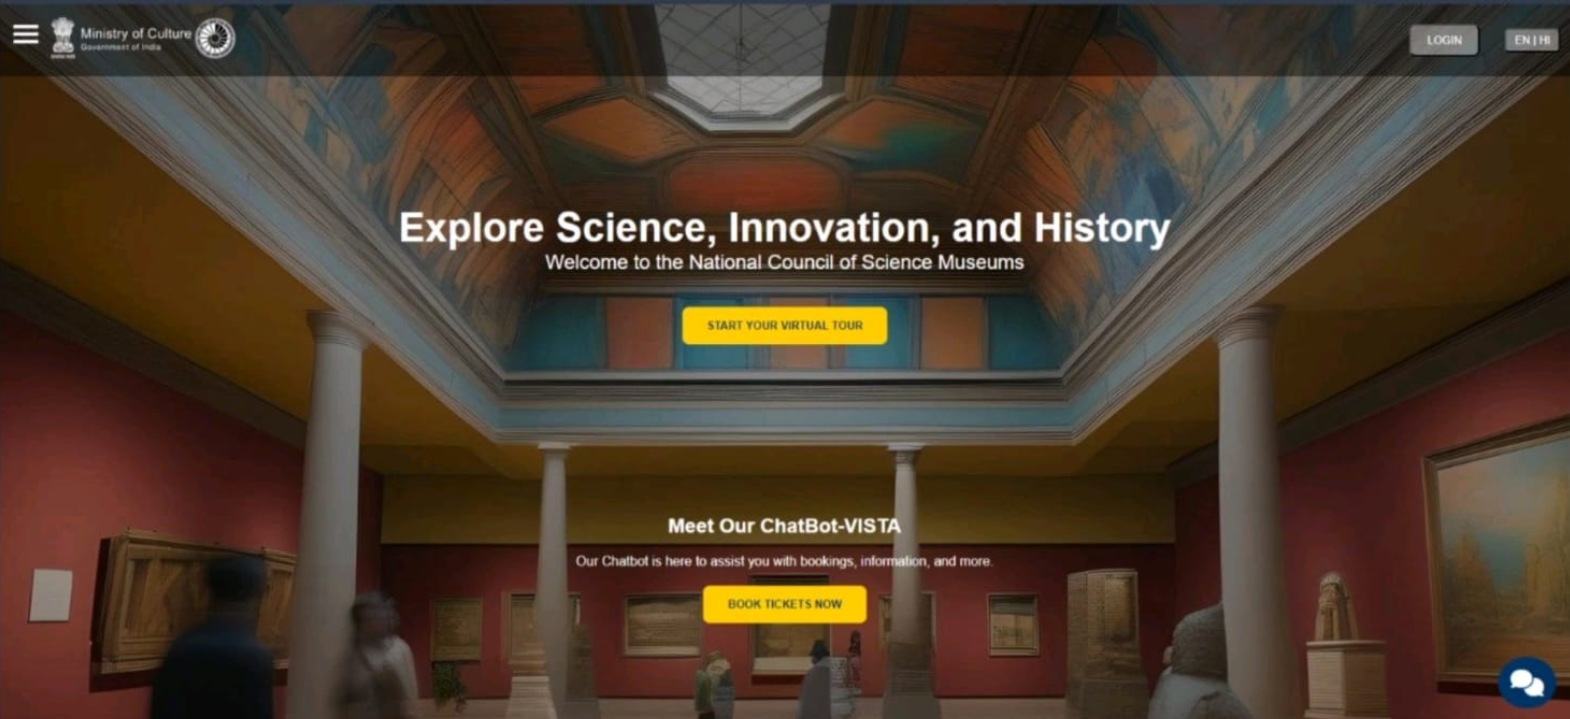 Ministry of Culture
Government of India
LOGIN
EN | HI
Explore Science, Innovation, and History
Welcome to the National Council of Science Museums
START YOUR VIRTUAL TOUR
Meet Our ChatBot-VISTA
Our Chatbot is here to assist you with bookings, information, and more.
BOOK TICKETS NOW